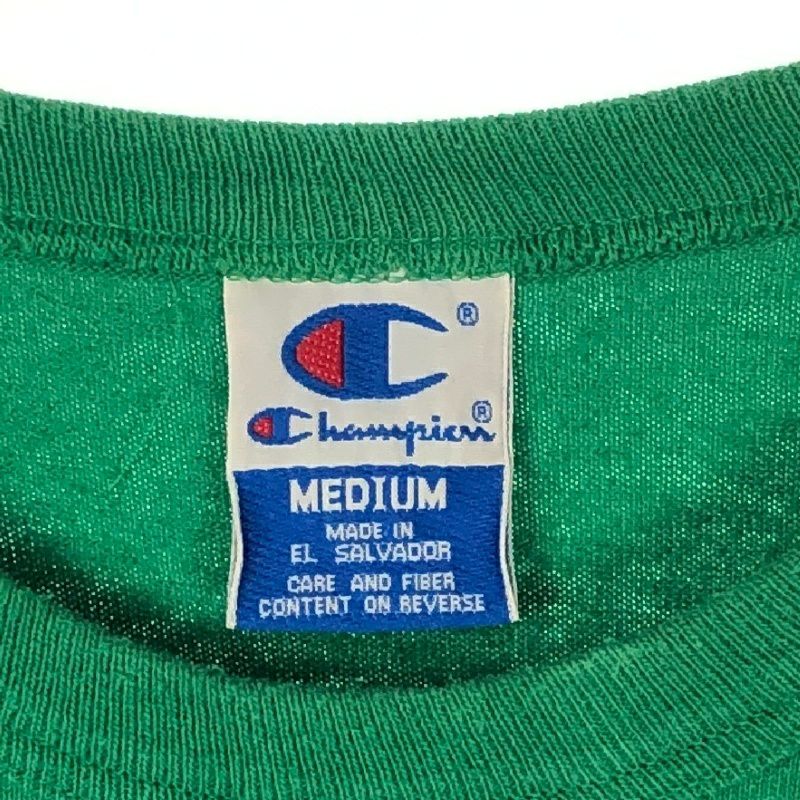 ®
Champion®
MEDIUM
MADE IN
EL SALVADOR
CARE AND FIBER
CONTENT ON REVERSE